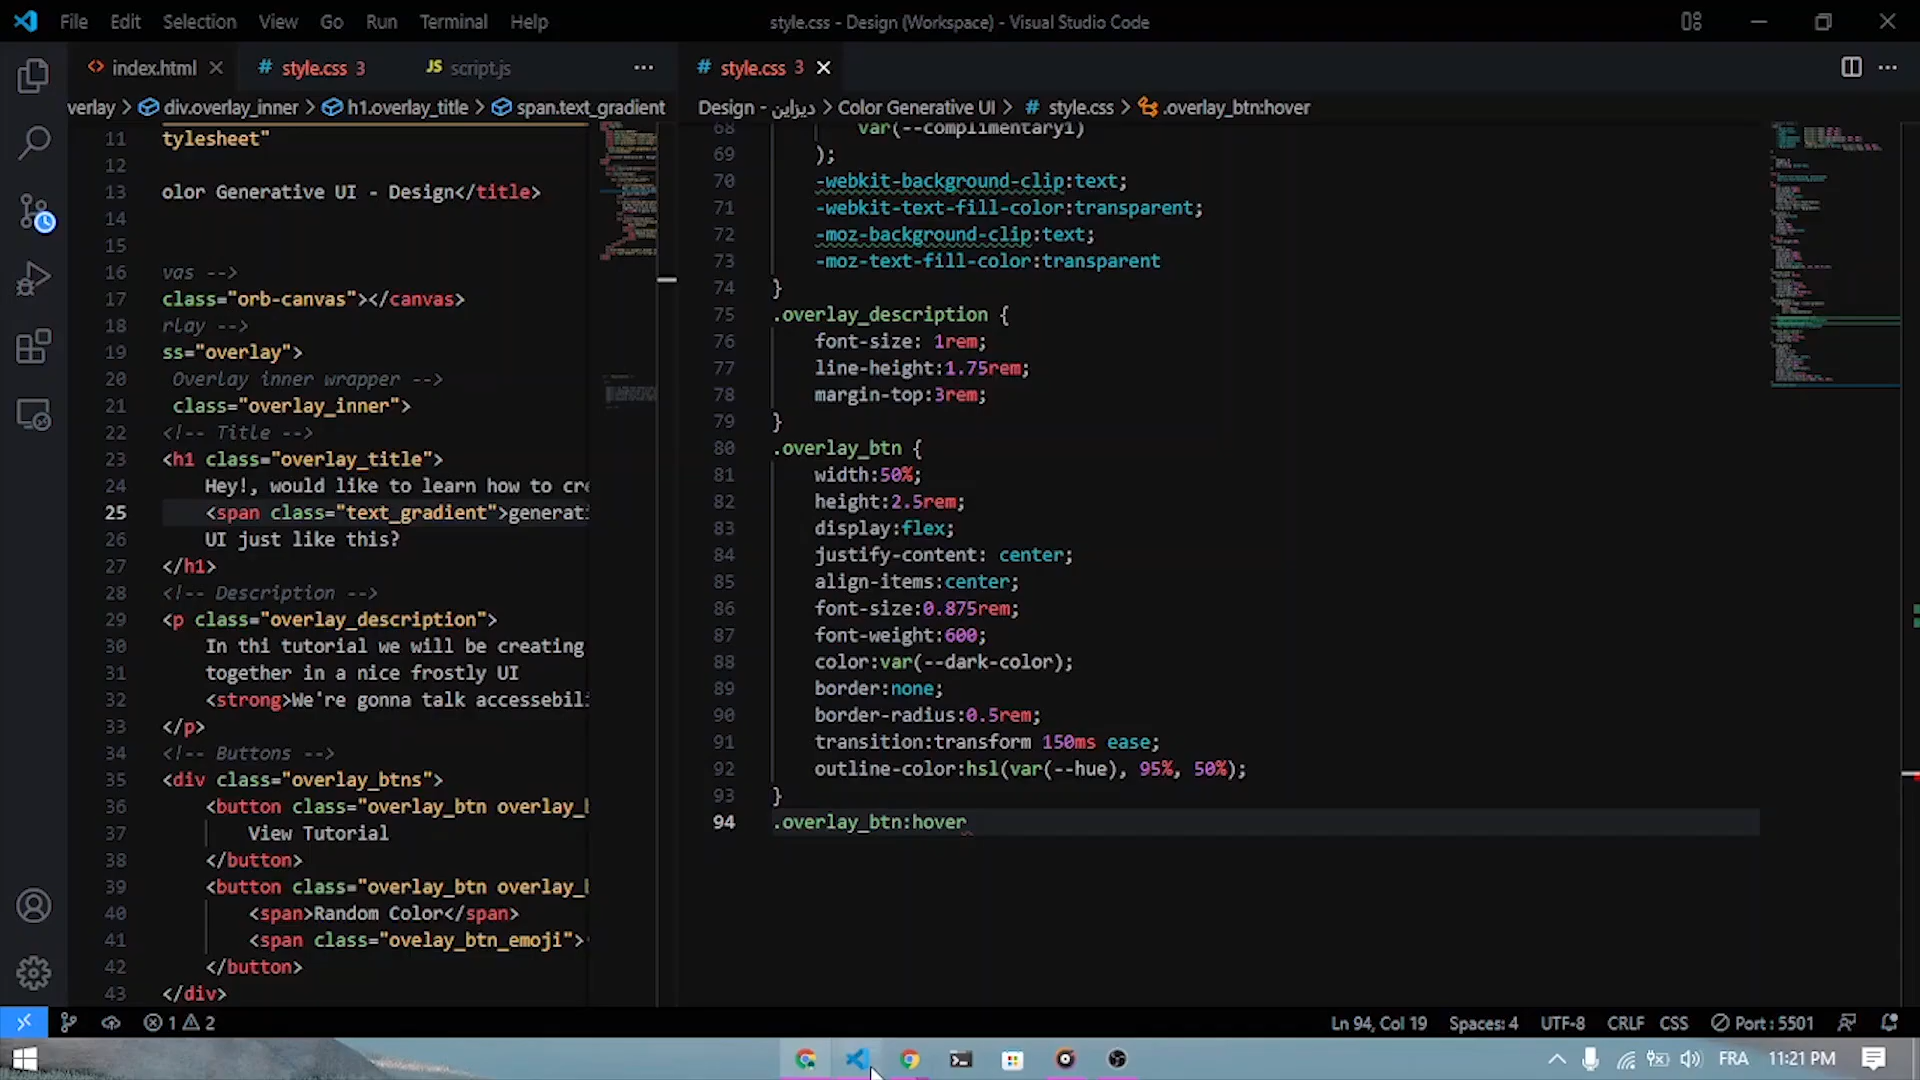 File Edit Selection View Go Run Terminal Help
style.css - Design (Workspace) - Visual Studio Code
<> index.html
# style.css 3
JS script.js
verlay > div.overlay_inner > h1.overlay_title > span.text_gradient
11 tylesheet"
12
13 olor Generative UI - Design</title>
14
15
16 vas -->
17 class="orb-canvas"></canvas>
18 rlay -->
19 ss="overlay">
20 Overlay inner wrapper -->
21 class="overlay_inner">
22 <!-- Title -->
23 <h1 class="overlay_title">
24 Hey!, would like to learn how to cre
25 <span class="text_gradient">generati
26 UI just like this?
27 </h1>
28 <!-- Description -->
29 <p class="overlay_description">
30 In thi tutorial we will be creating
31 together in a nice frostly UI
32 <strong>We're gonna talk accessebili
33 </p>
34 <!-- Buttons -->
35 <div class="overlay_btns">
36 <button class="overlay_btn overlay_b
37 View Tutorial
38 </button>
39 <button class="overlay_btn overlay_b
40 <span>Random Color</span>
41 <span class="ovelay_btn_emoji">
42 </button>
43 </div>
# style.css 3
Design - ديزاين > Color Generative UI > # style.css > .overlay_btn:hover
68 var(--complimentary1)
69 );
70 -webkit-background-clip:text;
71 -webkit-text-fill-color:transparent;
72 -moz-background-clip:text;
73 -moz-text-fill-color:transparent
74 }
75 .overlay_description {
76 font-size: 1rem;
77 line-height:1.75rem;
78 margin-top:3rem;
79 }
80 .overlay_btn {
81 width:50%;
82 height:2.5rem;
83 display:flex;
84 justify-content: center;
85 align-items:center;
86 font-size:0.875rem;
87 font-weight:600;
88 color:var(--dark-color);
89 border:none;
90 border-radius:0.5rem;
91 transition:transform 150ms ease;
92 outline-color:hsl(var(--hue), 95%, 50%);
93 }
94 .overlay_btn:hover
1 2
Ln 94, Col 19 Spaces: 4 UTF-8 CRLF CSS Port : 5501
FRA 11:21 PM